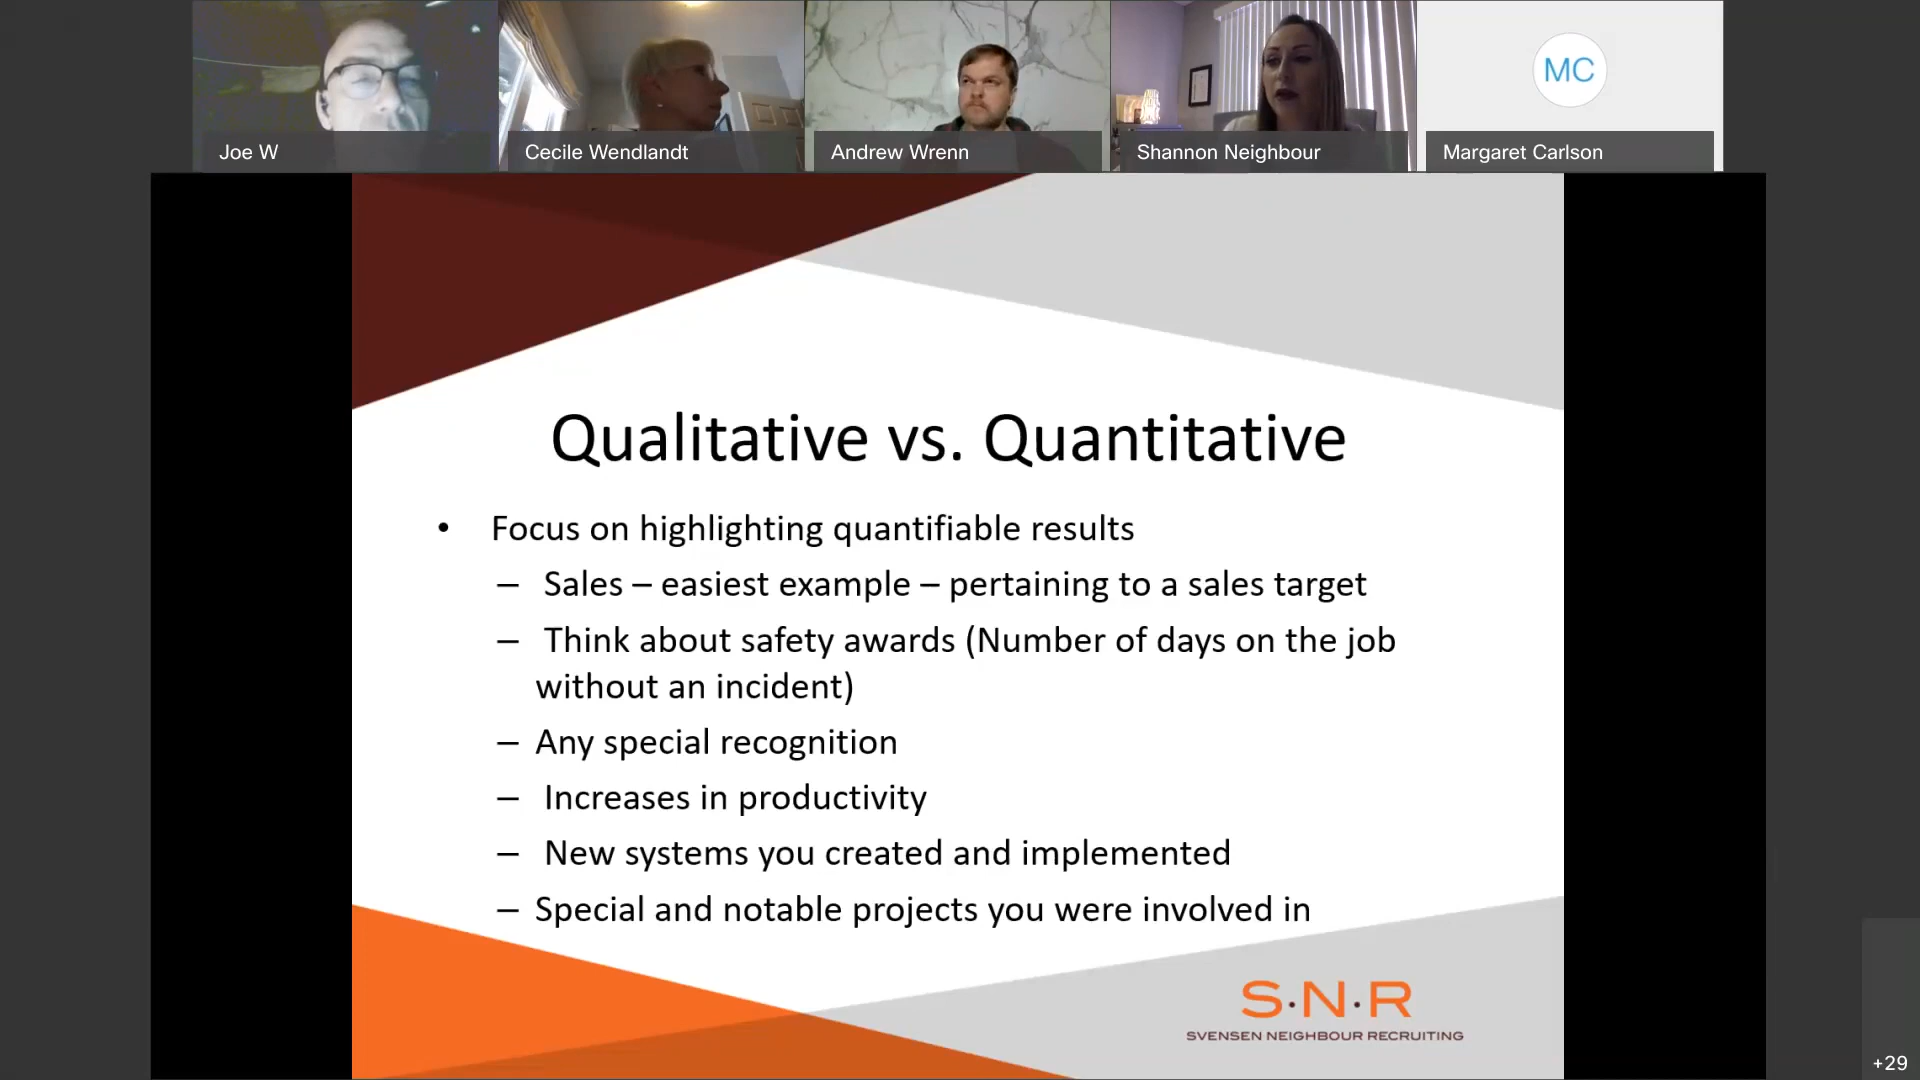 Joe W
Cecile Wendlandt
Andrew Wrenn
Shannon Neighbour
MC
Margaret Carlson
Qualitative vs. Quantitative
• Focus on highlighting quantifiable results
– Sales – easiest example – pertaining to a sales target
– Think about safety awards (Number of days on the job
without an incident)
– Any special recognition
– Increases in productivity
– New systems you created and implemented
– Special and notable projects you were involved in
S·N·R
SVENSEN NEIGHBOUR RECRUITING
+29